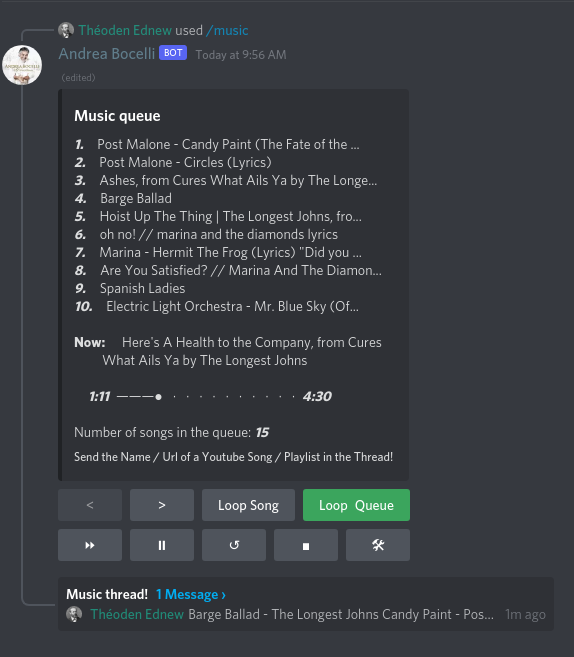 Théoden Ednew used /music
Andrea Bocelli BOT Today at 9:56 AM
(edited)
Music queue
1. Post Malone - Candy Paint (The Fate of the ...
2. Post Malone - Circles (Lyrics)
3. Ashes, from Cures What Ails Ya by The Longe...
4. Barge Ballad
5. Hoist Up The Thing | The Longest Johns, fro...
6. oh no! // marina and the diamonds lyrics
7. Marina - Hermit The Frog (Lyrics) "Did you ...
8. Are You Satisfied? // Marina And The Diamon...
9. Spanish Ladies
10. Electric Light Orchestra - Mr. Blue Sky (Of...
Now: Here's A Health to the Company, from Cures
What Ails Ya by The Longest Johns
1:11 ———● · · · · · · · · · · 4:30
Number of songs in the queue: 15
Send the Name / Url of a Youtube Song / Playlist in the Thread!
< > Loop Song Loop Queue
Music thread! 1 Message ›
Théoden Ednew Barge Ballad - The Longest Johns Candy Paint - Pos... 1m ago